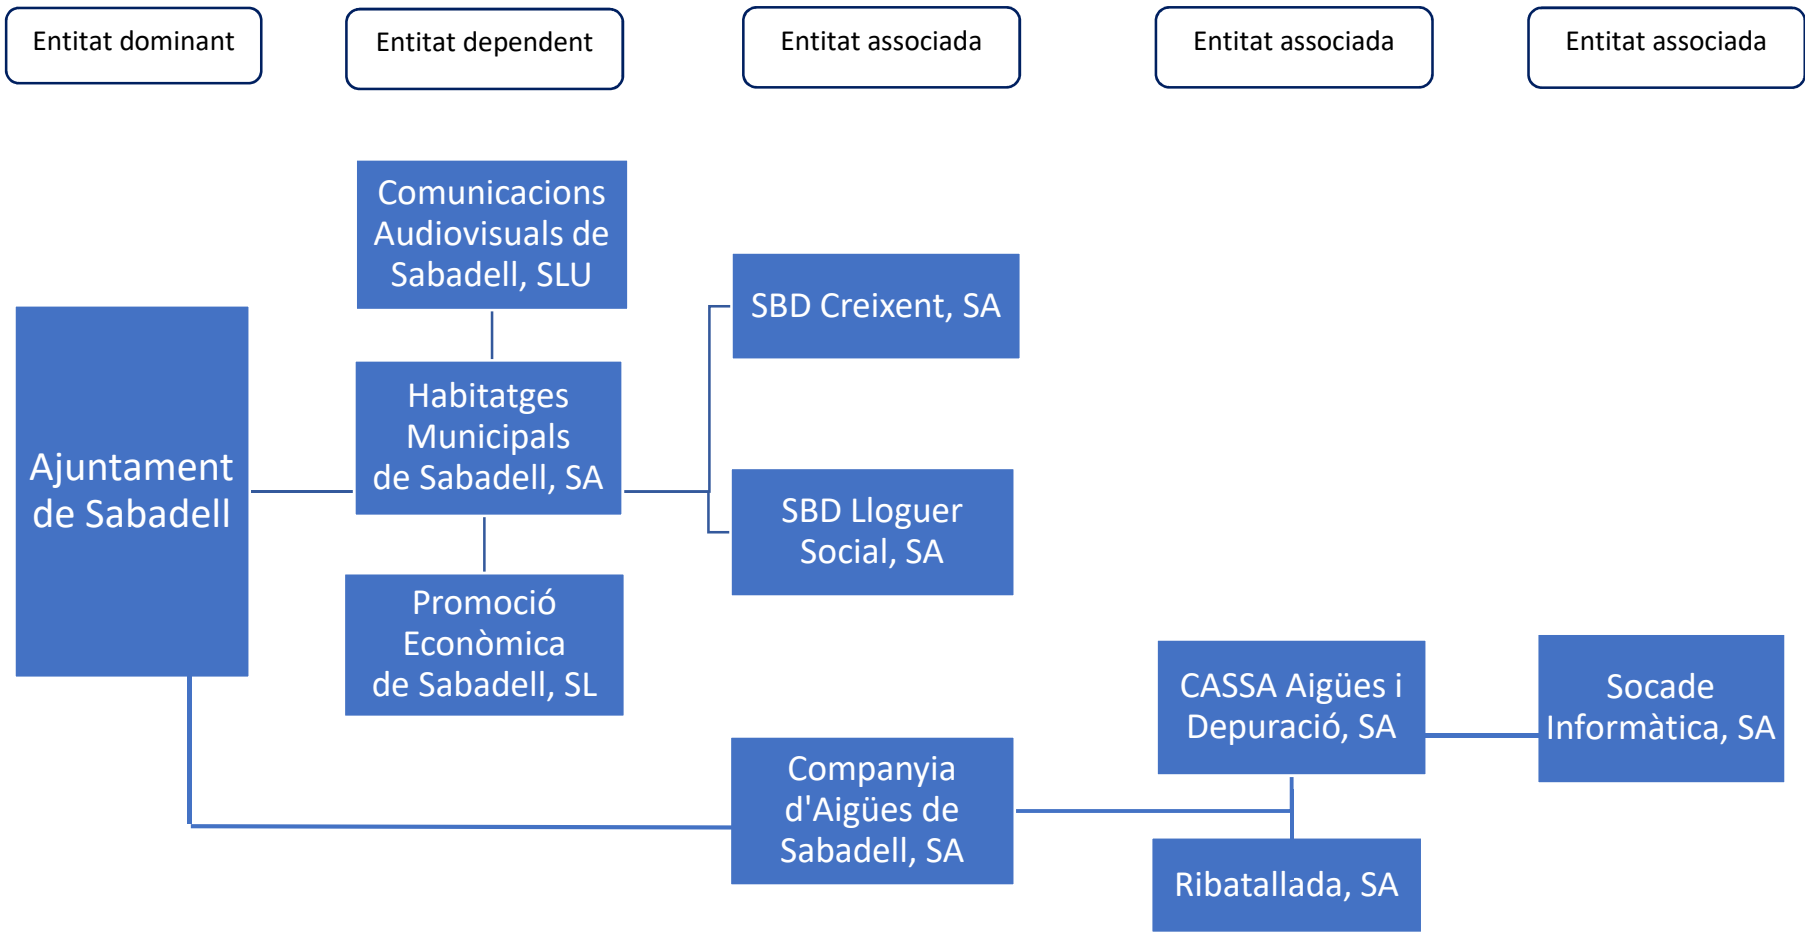 Entitat dominant
Entitat dependent
Entitat associada
Entitat associada
Entitat associada
Comunicacions
Audiovisuals de
Sabadell, SLU
SBD Creixent, SA
Ajuntament
de Sabadell
Habitatges
Municipals
de Sabadell, SA
SBD Lloguer
Social, SA
Promoció
Econòmica
de Sabadell, SL
CASSA Aigües i
Depuració, SA
Socade
Informàtica, SA
Companyia
d'Aigües de
Sabadell, SA
Ribatallada, SA